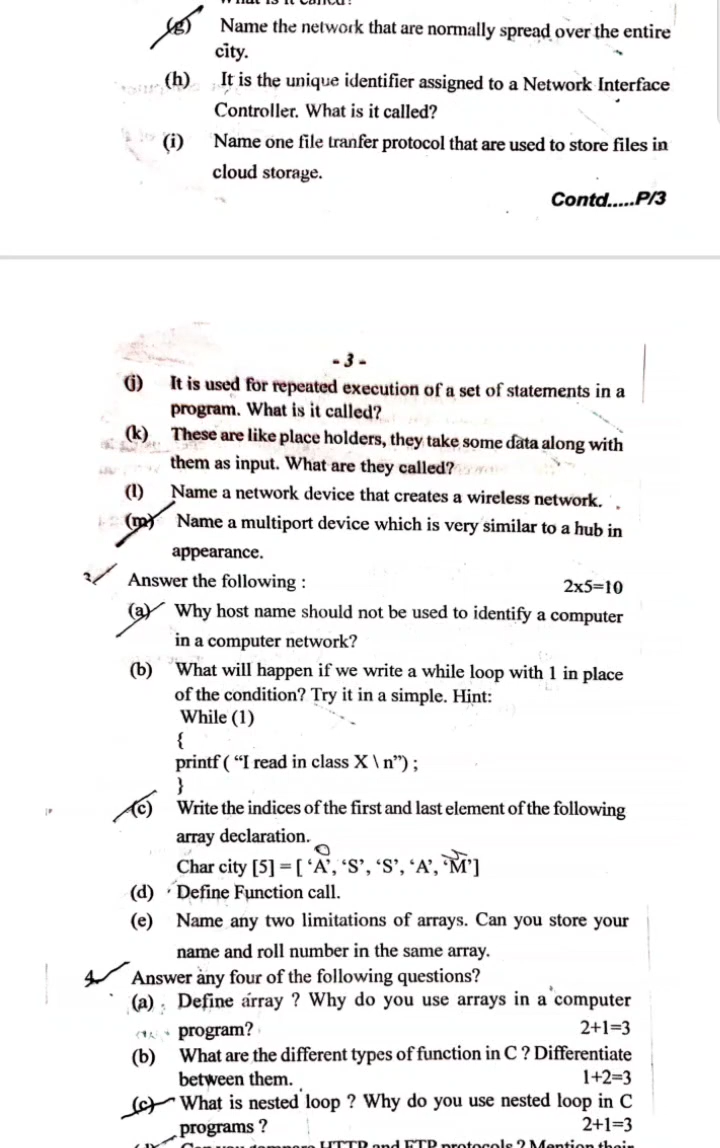 What is it called?
(g) Name the network that are normally spread over the entire
city.
(h) It is the unique identifier assigned to a Network Interface
Controller. What is it called?
(i) Name one file tranfer protocol that are used to store files in
cloud storage.
Contd.....P/3
- 3 -
(j) It is used for repeated execution of a set of statements in a
program. What is it called?
(k) These are like place holders, they take some data along with
them as input. What are they called?
(l) Name a network device that creates a wireless network.
(m) Name a multiport device which is very similar to a hub in
appearance.
Answer the following : 2x5=10
(a) Why host name should not be used to identify a computer
in a computer network?
(b) What will happen if we write a while loop with 1 in place
of the condition? Try it in a simple. Hint:
While (1)
{
printf ( “I read in class X \ n”) ;
}
(c) Write the indices of the first and last element of the following
array declaration.
Char city [5] = [ ‘A’, ‘S’, ‘S’, ‘A’, ‘M’]
(d) Define Function call.
(e) Name any two limitations of arrays. Can you store your
name and roll number in the same array.
4. Answer any four of the following questions?
(a) Define array ? Why do you use arrays in a computer
program? 2+1=3
(b) What are the different types of function in C ? Differentiate
between them. 1+2=3
(c) What is nested loop ? Why do you use nested loop in C
programs ? 2+1=3
HTTP and FTP protocols ? Mention their